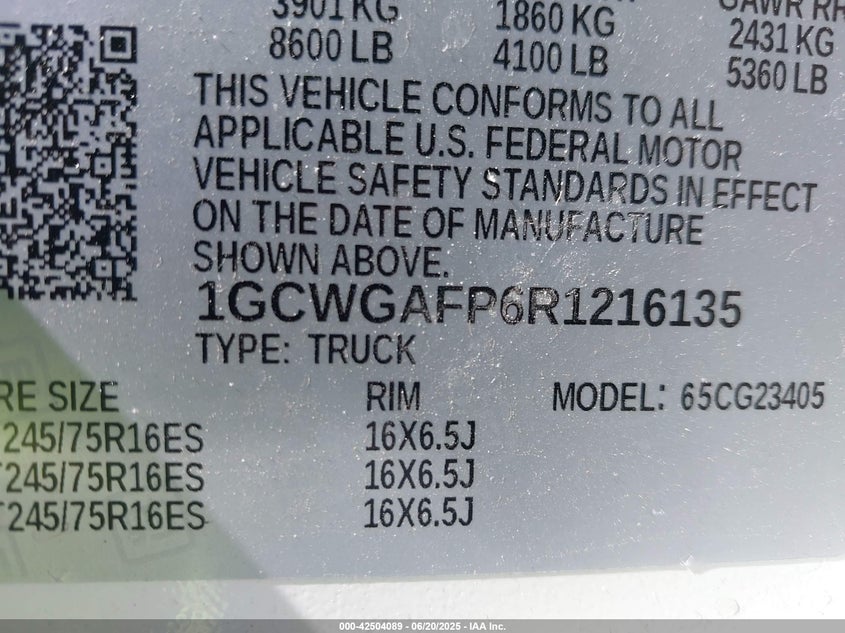 3901 KG
8600 LB
1860 KG
4100 LB
GAWR RR
2431 KG
5360 LB
THIS VEHICLE CONFORMS TO ALL
APPLICABLE U.S. FEDERAL MOTOR
VEHICLE SAFETY STANDARDS IN EFFECT
ON THE DATE OF MANUFACTURE
SHOWN ABOVE.
1GCWGAFP6R1216135
TYPE: TRUCK
RE SIZE RIM MODEL: 65CG23405
T245/75R16ES 16X6.5J
T245/75R16ES 16X6.5J
T245/75R16ES 16X6.5J
000-42504089 - 06/20/2025 - IAA Inc.